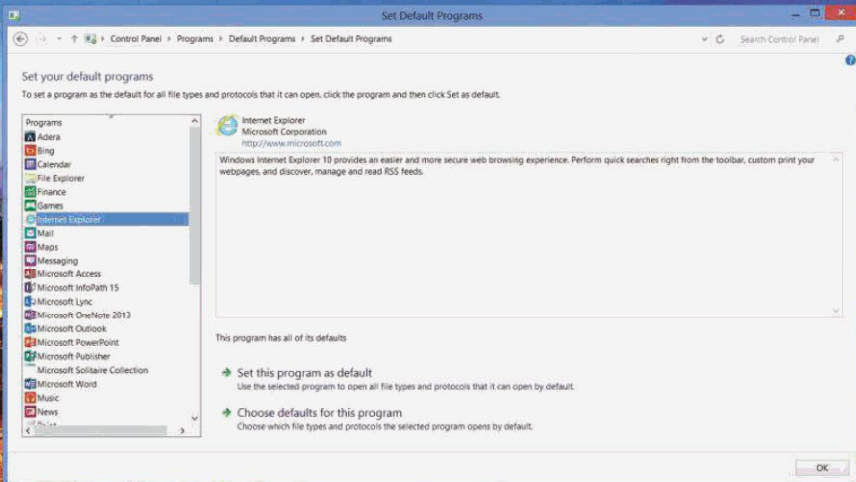 Set Default Programs
Control Panel ▸ Programs ▸ Default Programs ▸ Set Default Programs
Search Control Panel
Set your default programs
To set a program as the default for all file types and protocols that it can open, click the program and then click Set as default.
Programs
Adera
Bing
Calendar
File Explorer
Finance
Games
Internet Explorer
Mail
Maps
Messaging
Microsoft Access
Microsoft InfoPath 15
Microsoft Lync
Microsoft OneNote 2013
Microsoft Outlook
Microsoft PowerPoint
Microsoft Publisher
Microsoft Solitaire Collection
Microsoft Word
Music
News
Internet Explorer
Microsoft Corporation
http://www.microsoft.com
Windows Internet Explorer 10 provides an easier and more secure web browsing experience. Perform quick searches right from the toolbar, custom print your
webpages, and discover, manage and read RSS feeds.
This program has all of its defaults
Set this program as default
Use the selected program to open all file types and protocols that it can open by default.
Choose defaults for this program
Choose which file types and protocols the selected program opens by default.
OK